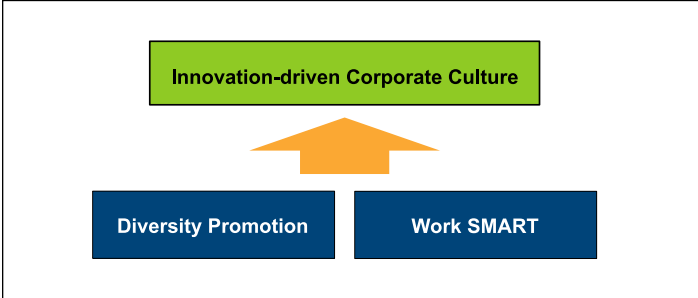 Innovation-driven Corporate Culture
Diversity Promotion
Work SMART